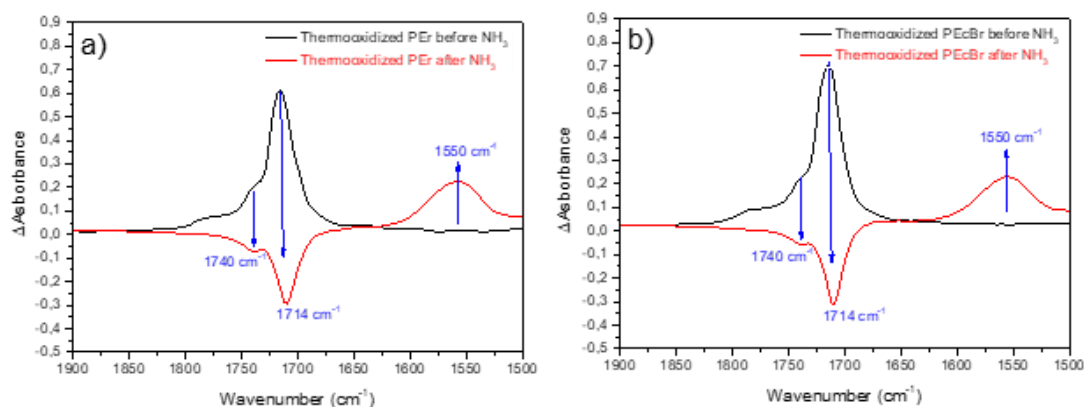 a)
Thermooxidized PEr before NH3
Thermooxidized PEr after NH3
0,9
0,8
0,7
0,6
0,5
0,4
0,3
0,2
0,1
0,0
-0,1
-0,2
-0,3
-0,4
-0,5
ΔAsborbance
1550 cm-1
1740 cm-1
1714 cm-1
1900 1850 1800 1750 1700 1650 1600 1550 1500
Wavenumber (cm-1)
b)
Thermooxidized PEcBr before NH3
Thermooxidized PEcBr after NH3
0,9
0,8
0,7
0,6
0,5
0,4
0,3
0,2
0,1
0,0
-0,1
-0,2
-0,3
-0,4
-0,5
ΔAsborbance
1550 cm-1
1740 cm-1
1714 cm-1
1900 1850 1800 1750 1700 1650 1600 1550 1500
Wavenumber (cm-1)